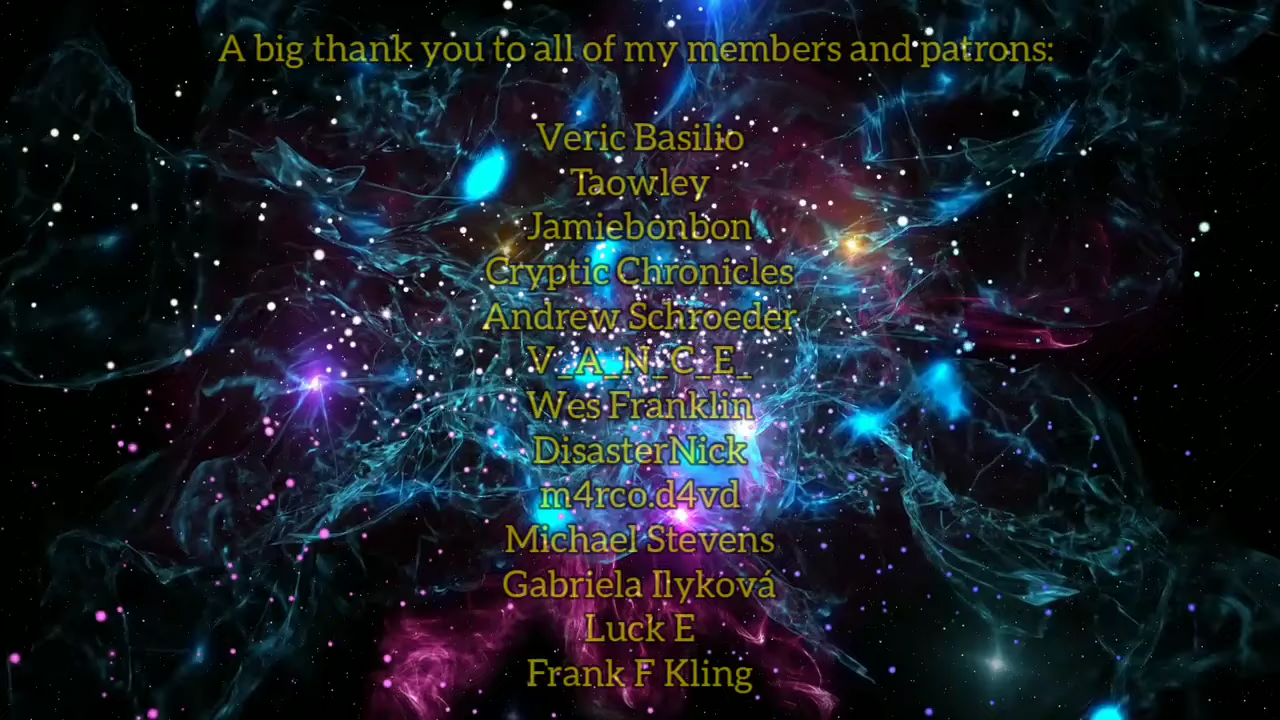 A big thank you to all of my members and patrons:
Veric Basilio
Taowley
Jamiebonbon
Cryptic Chronicles
Andrew Schroeder
V_A_N_C_E_
Wes Franklin
DisasterNick
m4rco.d4vd
Michael Stevens
Gabriela Ilyková
Luck E
Frank F Kling